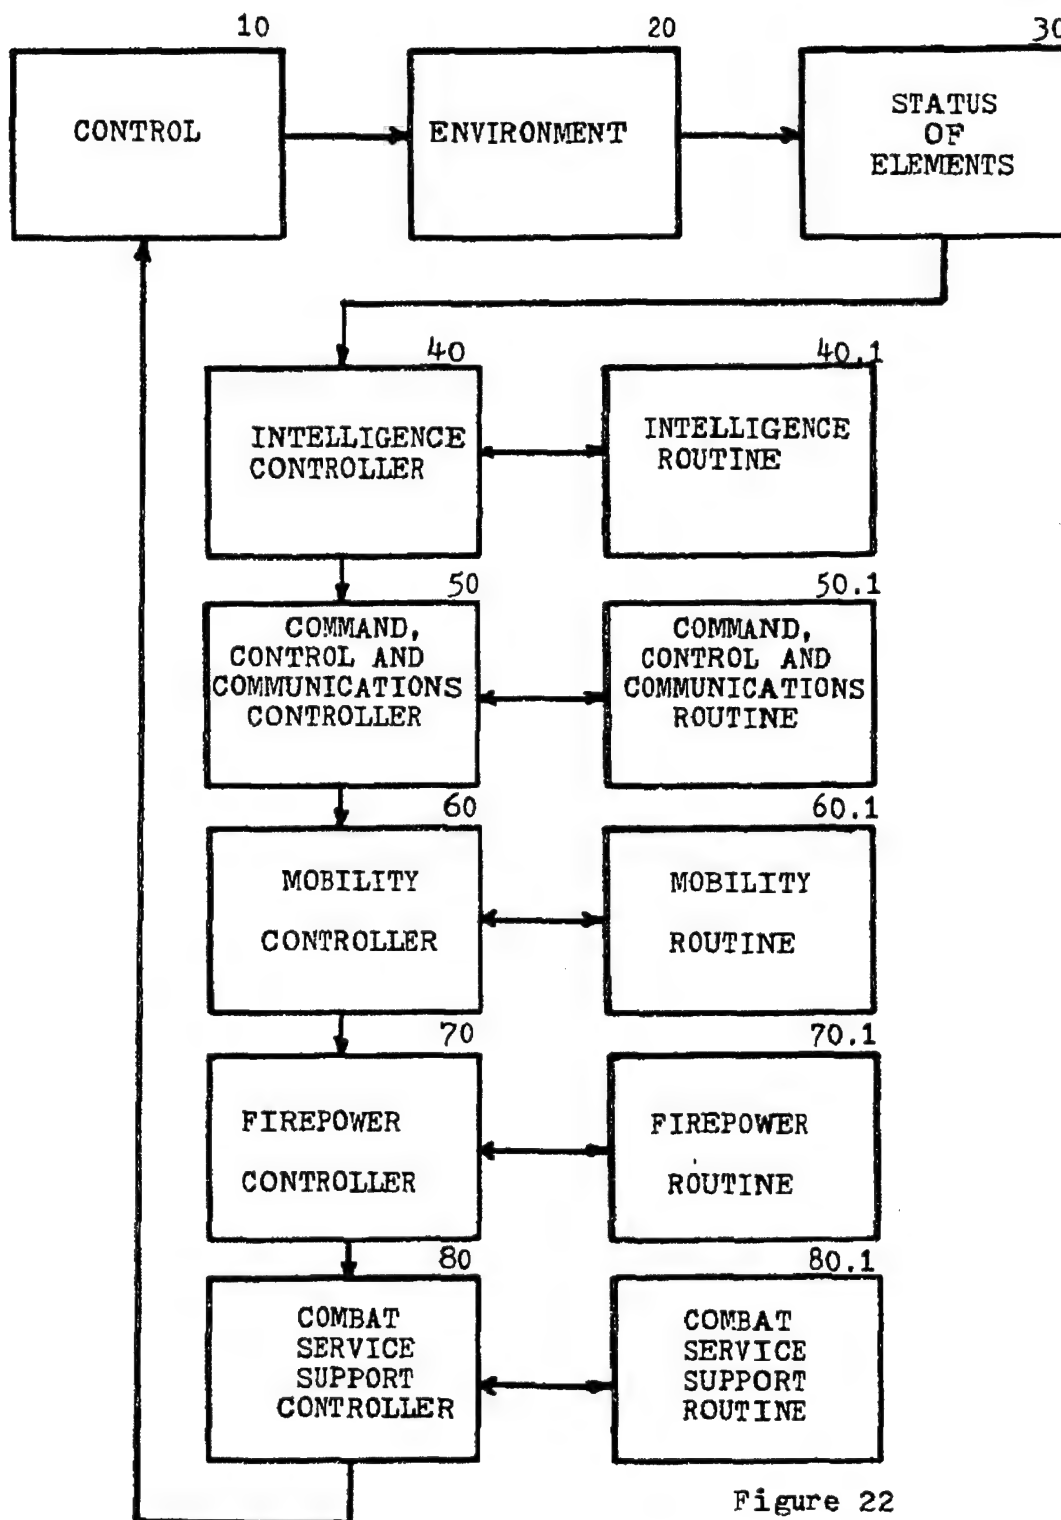 10
20
30
CONTROL
ENVIRONMENT
STATUS
OF
ELEMENTS
40
40.1
INTELLIGENCE
CONTROLLER
INTELLIGENCE
ROUTINE
50
50.1
COMMAND,
CONTROL AND
COMMUNICATIONS
CONTROLLER
COMMAND,
CONTROL AND
COMMUNICATIONS
ROUTINE
60
60.1
MOBILITY
CONTROLLER
MOBILITY
ROUTINE
70
70.1
FIREPOWER
CONTROLLER
FIREPOWER
ROUTINE
80
80.1
COMBAT
SERVICE
SUPPORT
CONTROLLER
COMBAT
SERVICE
SUPPORT
ROUTINE
Figure 22